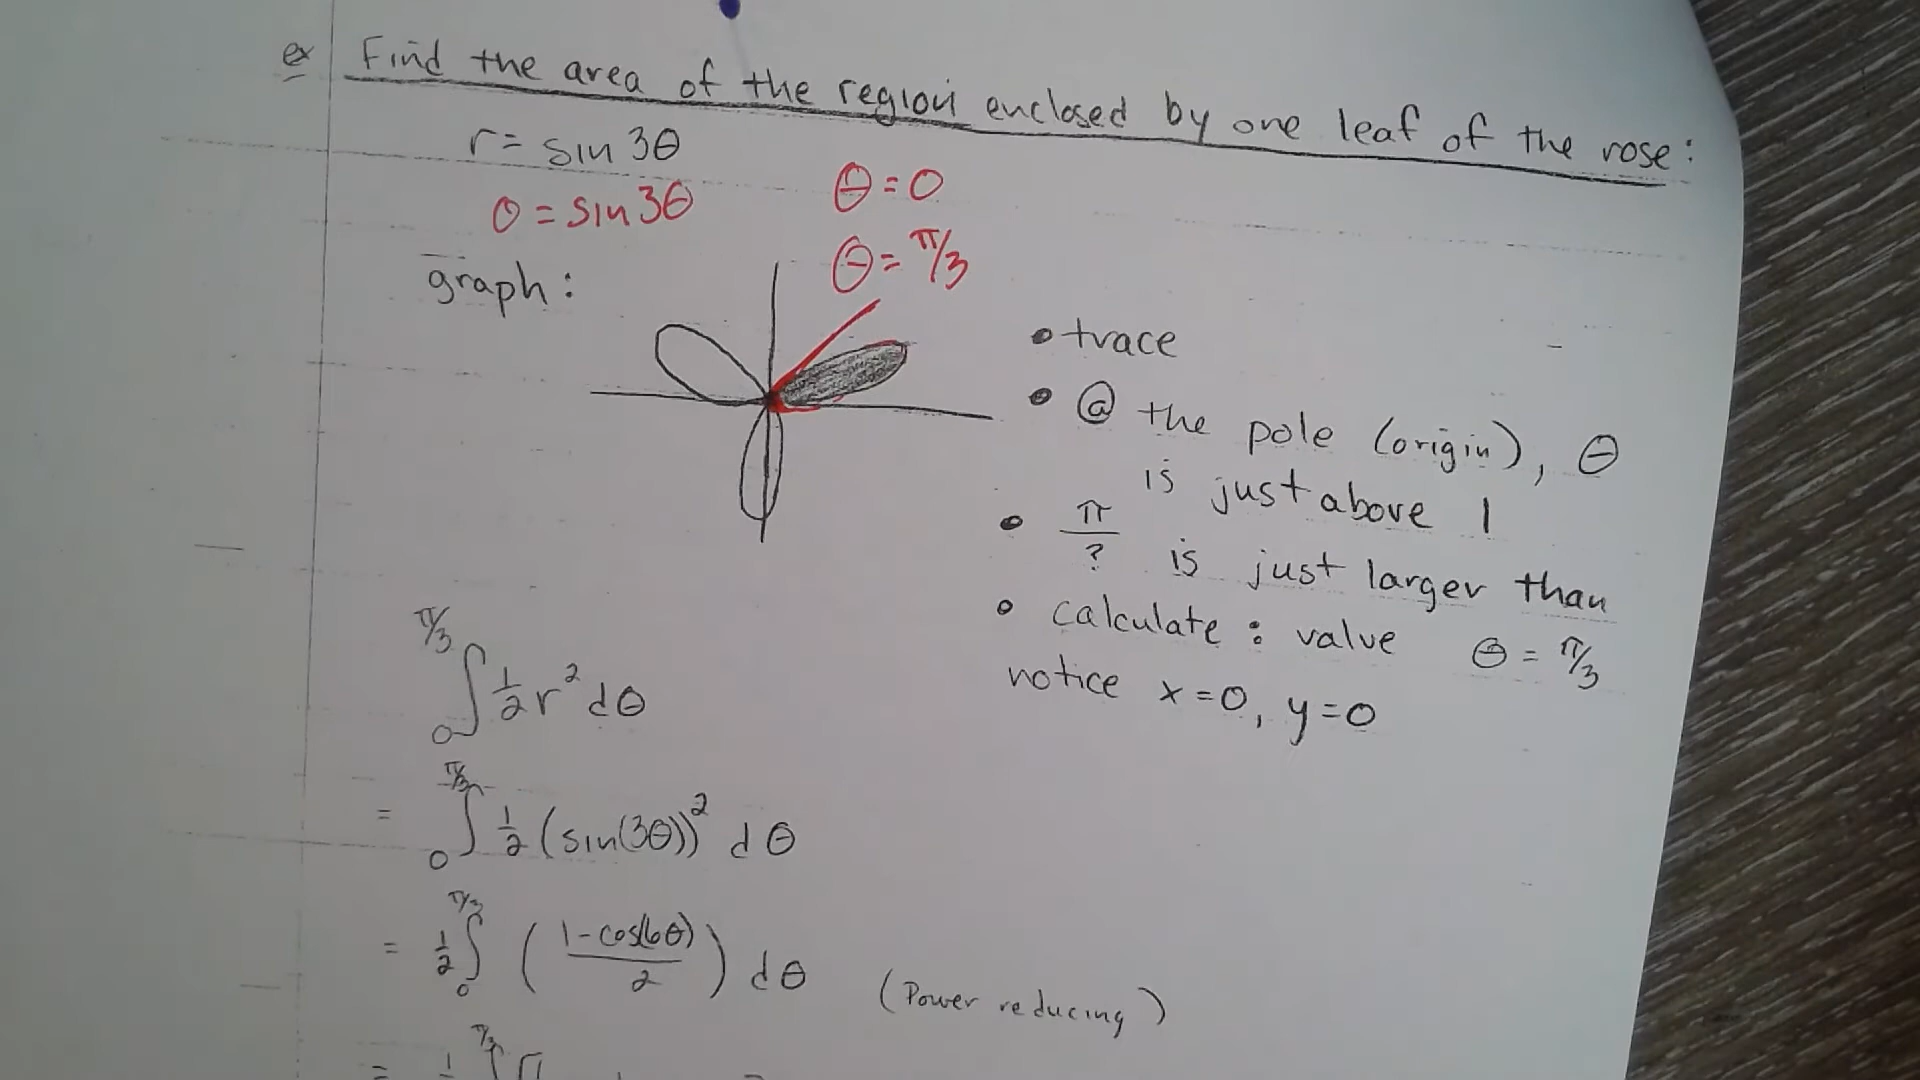 ex Find the area of the region enclosed by one leaf of the rose:
r = sin 3θ
0 = sin 3θ
θ = 0
θ = π/3
graph:
• trace
• @ the pole (origin), θ
is just above 1
• π/? is just larger than
• calculate : value θ = π/3
notice x = 0, y = 0
∫₀^π/3 ½ r² dθ
= ∫₀^π/3 ½ (sin(3θ))² dθ
= ½ ∫₀^π/3 ( (1 - cos(6θ))/2 ) dθ (Power reducing)